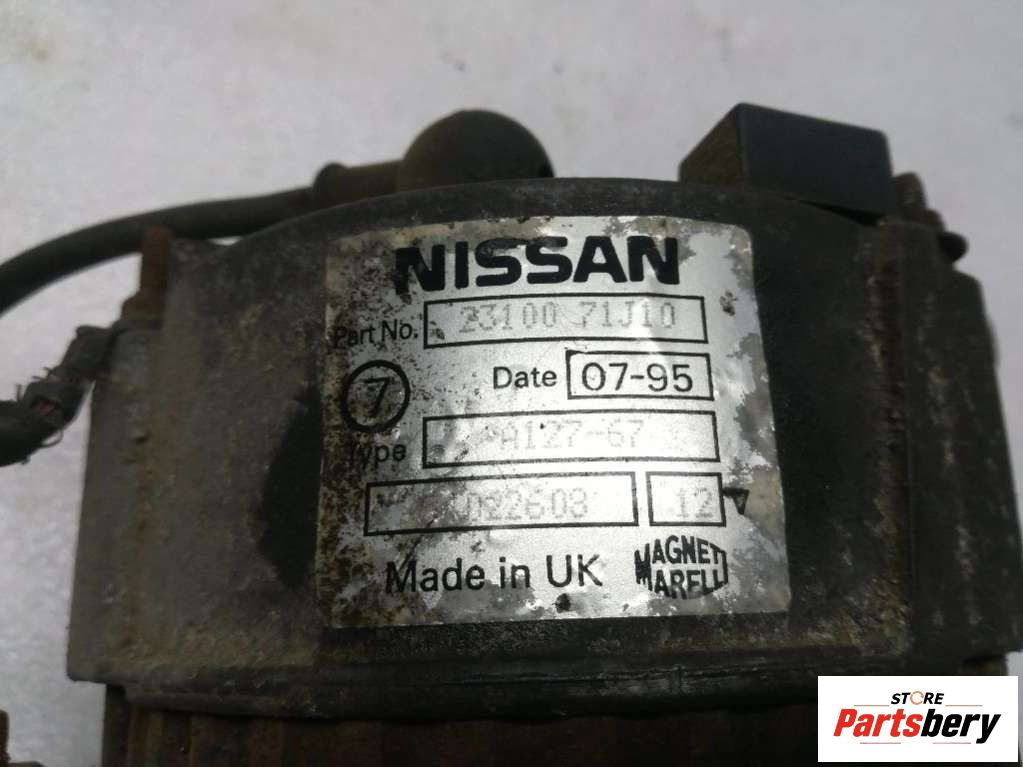 NISSAN
Part No. 23100 71J10
7 Date 07-95
Type A127-67
092603 12 V
Made in UK MAGNETI MARELLI
STORE
Partsbery